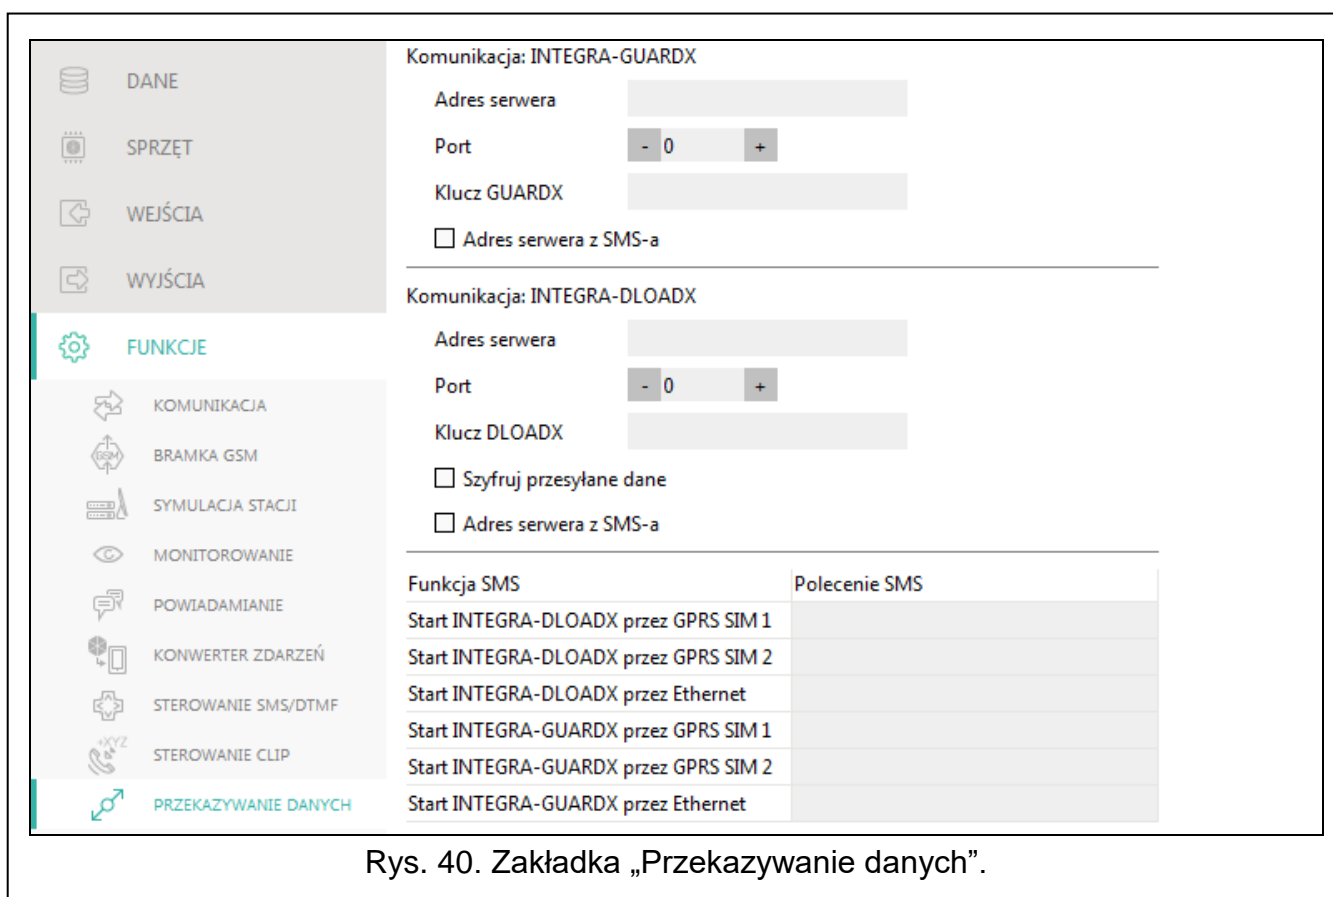 DANE
SPRZĘT
WEJŚCIA
WYJŚCIA
FUNKCJE
KOMUNIKACJA
GSM
BRAMKA GSM
SYMULACJA STACJI
MONITOROWANIE
POWIADAMIANIE
KONWERTER ZDARZEŃ
STEROWANIE SMS/DTMF
+XYZ
STEROWANIE CLIP
PRZEKAZYWANIE DANYCH
Komunikacja: INTEGRA-GUARDX
Adres serwera
Port - 0 +
Klucz GUARDX
Adres serwera z SMS-a
Komunikacja: INTEGRA-DLOADX
Adres serwera
Port - 0 +
Klucz DLOADX
Szyfruj przesyłane dane
Adres serwera z SMS-a
Funkcja SMS Polecenie SMS
Start INTEGRA-DLOADX przez GPRS SIM 1
Start INTEGRA-DLOADX przez GPRS SIM 2
Start INTEGRA-DLOADX przez Ethernet
Start INTEGRA-GUARDX przez GPRS SIM 1
Start INTEGRA-GUARDX przez GPRS SIM 2
Start INTEGRA-GUARDX przez Ethernet
Rys. 40. Zakładka „Przekazywanie danych”.